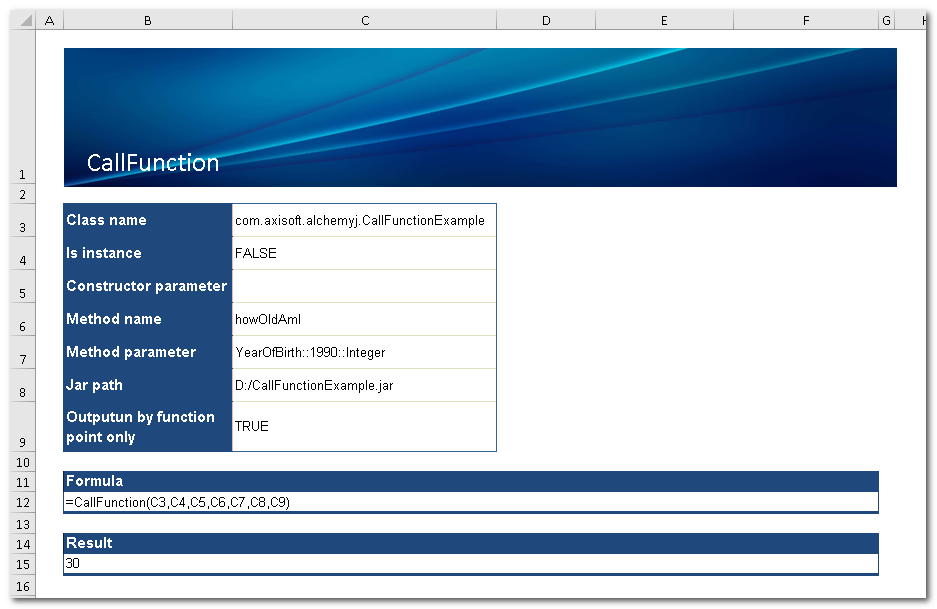 A B C D E F G H
1 CallFunction
2
3 Class name com.axisoft.alchemyj.CallFunctionExample
4 Is instance FALSE
5 Constructor parameter
6 Method name howOldAmI
7 Method parameter YearOfBirth::1990::Integer
8 Jar path D:/CallFunctionExample.jar
Outputun by function
9 point only TRUE
10
11 Formula
12 =CallFunction(C3,C4,C5,C6,C7,C8,C9)
13
14 Result
15 30
16